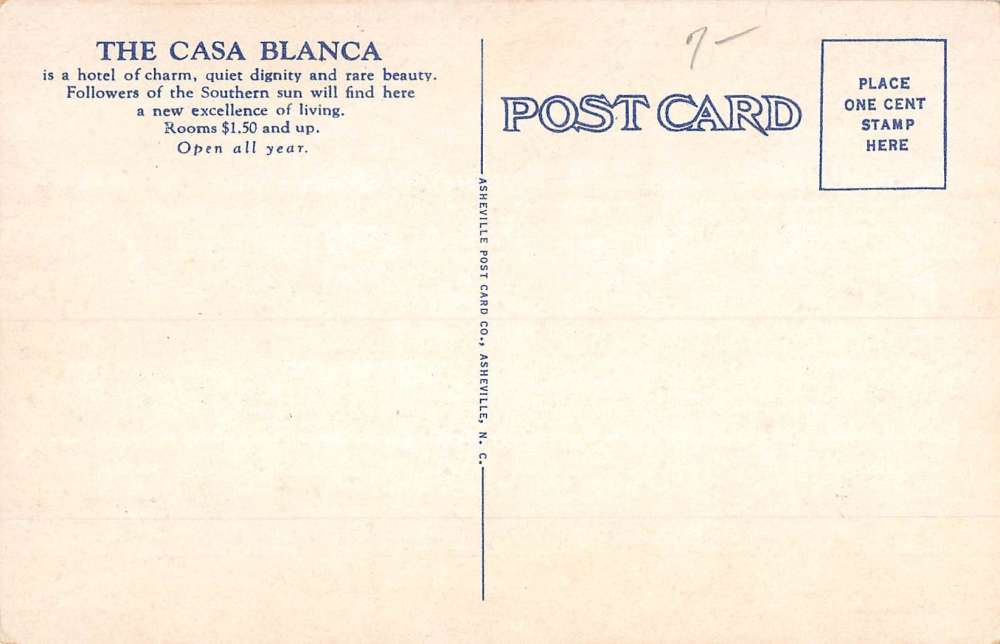 THE CASA BLANCA
is a hotel of charm, quiet dignity and rare beauty.
Followers of the Southern sun will find here
a new excellence of living.
Rooms $1.50 and up.
Open all year.
ASHEVILLE POST CARD CO., ASHEVILLE, N. C.
7-
POST CARD
PLACE
ONE CENT
STAMP
HERE